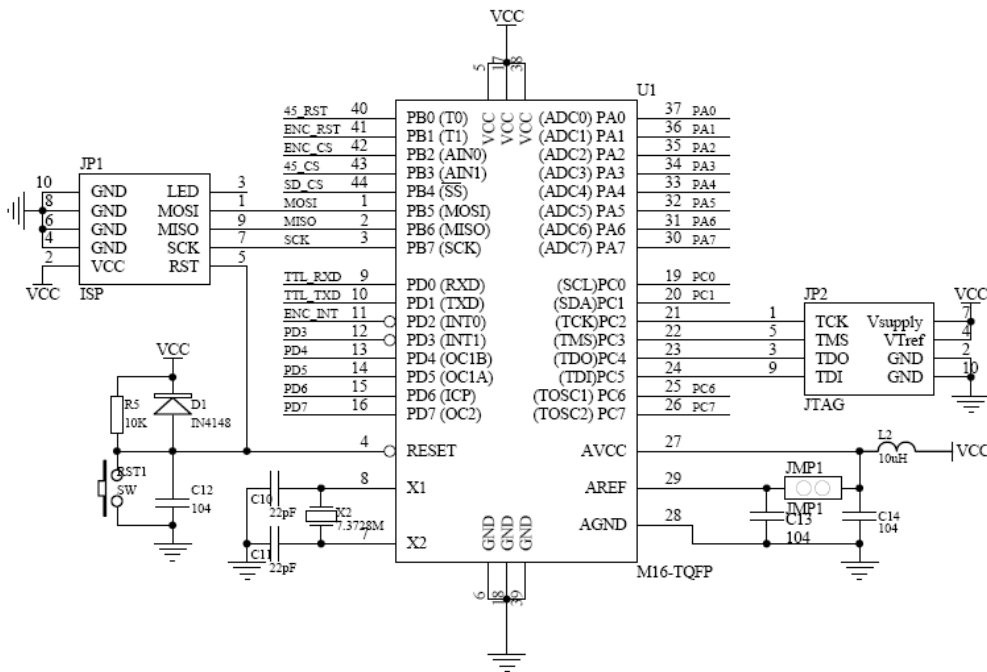 VCC
5 17 38
U1
45_RST 40 PB0 (T0) VCC VCC VCC (ADC0) PA0 37 PA0
ENC_RST 41 PB1 (T1) (ADC1) PA1 36 PA1
ENC_CS 42 PB2 (AIN0) (ADC2) PA2 35 PA2
45_CS 43 PB3 (AIN1) (ADC3) PA3 34 PA3
SD_CS 44 PB4 (SS) (ADC4) PA4 33 PA4
MOSI 1 PB5 (MOSI) (ADC5) PA5 32 PA5
MISO 2 PB6 (MISO) (ADC6) PA6 31 PA6
SCK 3 PB7 (SCK) (ADC7) PA7 30 PA7
JP1
10 GND LED 3
8 GND MOSI 1
6 GND MISO 9
4 GND SCK 7
2 VCC RST 5
VCC
ISP
TTL_RXD 9 PD0 (RXD) (SCL)PC0 19 PC0
TTL_TXD 10 PD1 (TXD) (SDA)PC1 20 PC1
ENC_INT 11 PD2 (INT0) (TCK)PC2 21
PD3 12 PD3 (INT1) (TMS)PC3 22
PD4 13 PD4 (OC1B) (TDO)PC4 23
PD5 14 PD5 (OC1A) (TDI)PC5 24
PD6 15 PD6 (ICP) (TOSC1) PC6 25 PC6
PD7 16 PD7 (OC2) (TOSC2) PC7 26 PC7
JP2
VCC
1 TCK Vsupply 7
5 TMS VTref 4
3 TDO GND 2
9 TDI GND 10
JTAG
VCC
R5
10K
D1
IN4148
4 RESET
AVCC 27
L2
10uH
VCC
RST1
SW
C12
104
8 X1
AREF 29
JMP1
JMP1
C10
22pF
X2
7.3728M
C13
104
C14
104
AGND 28
C11
22pF
7 X2
GND GND GND
M16-TQFP
6 18 39